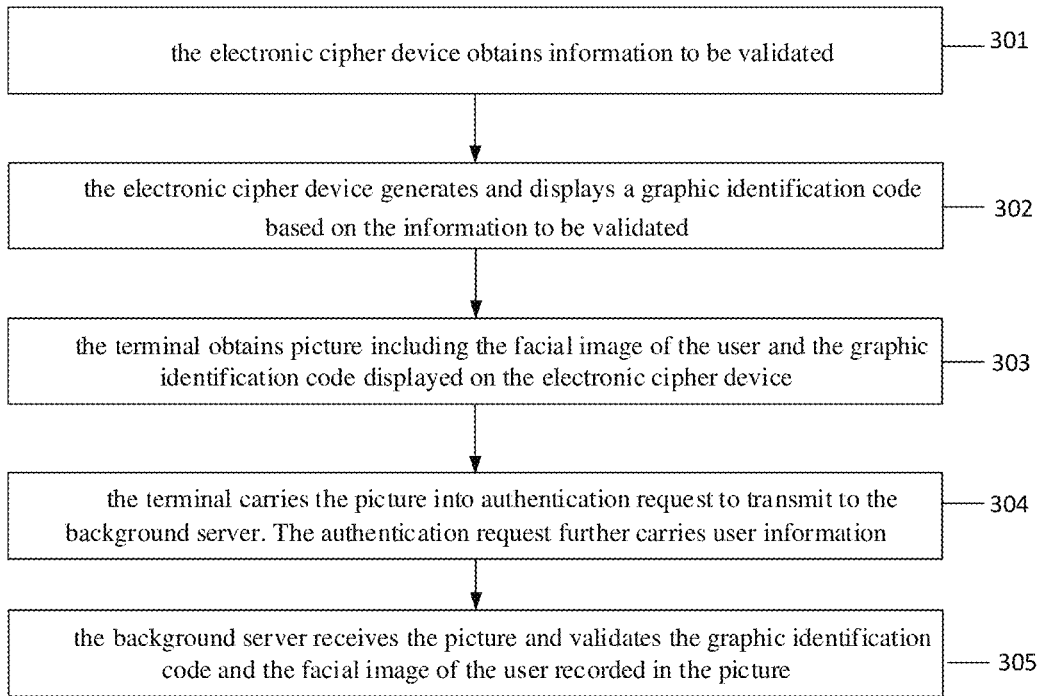 the electronic cipher device obtains information to be validated
301
the electronic cipher device generates and displays a graphic identification code
based on the information to be validated
302
the terminal obtains picture including the facial image of the user and the graphic
identification code displayed on the electronic cipher device
303
the terminal carries the picture into authentication request to transmit to the
background server. The authentication request further carries user information
304
the background server receives the picture and validates the graphic identification
code and the facial image of the user recorded in the picture
305